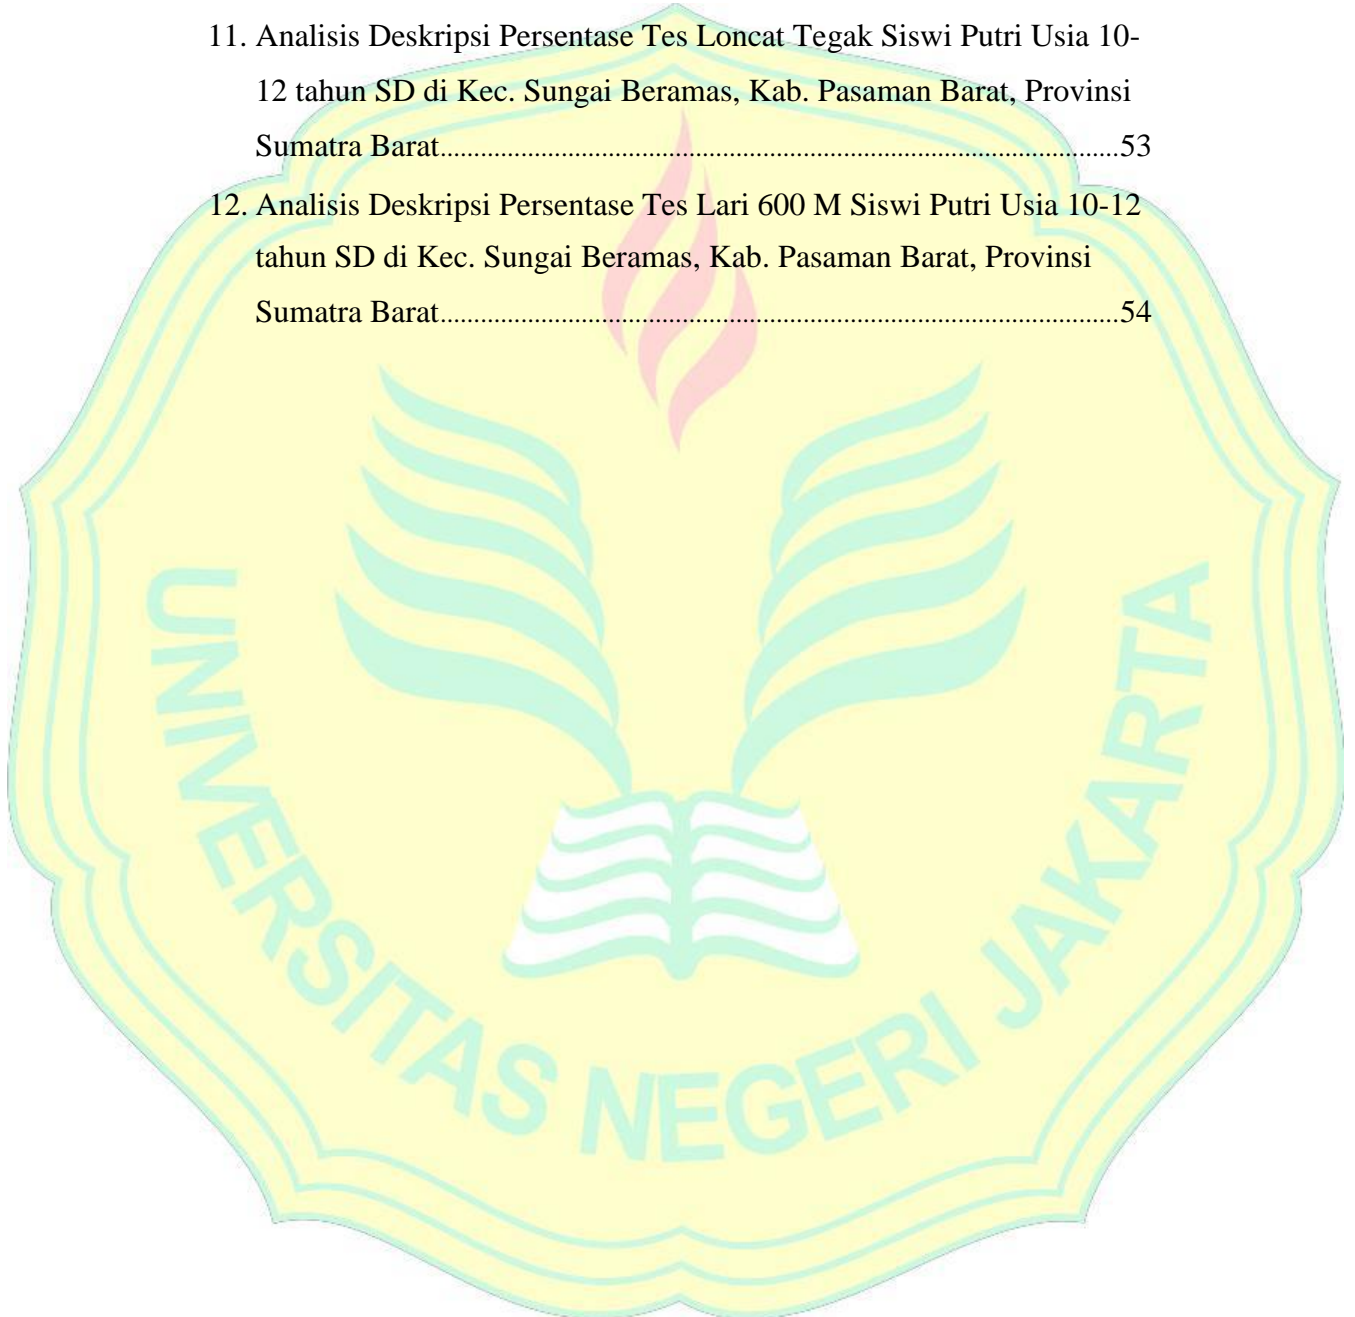 11. Analisis Deskripsi Persentase Tes Loncat Tegak Siswi Putri Usia 10-
12 tahun SD di Kec. Sungai Beramas, Kab. Pasaman Barat, Provinsi
Sumatra Barat.....................................................................................................53
12. Analisis Deskripsi Persentase Tes Lari 600 M Siswi Putri Usia 10-12
tahun SD di Kec. Sungai Beramas, Kab. Pasaman Barat, Provinsi
Sumatra Barat.....................................................................................................54
UNIVERSITAS NEGERI JAKARTA